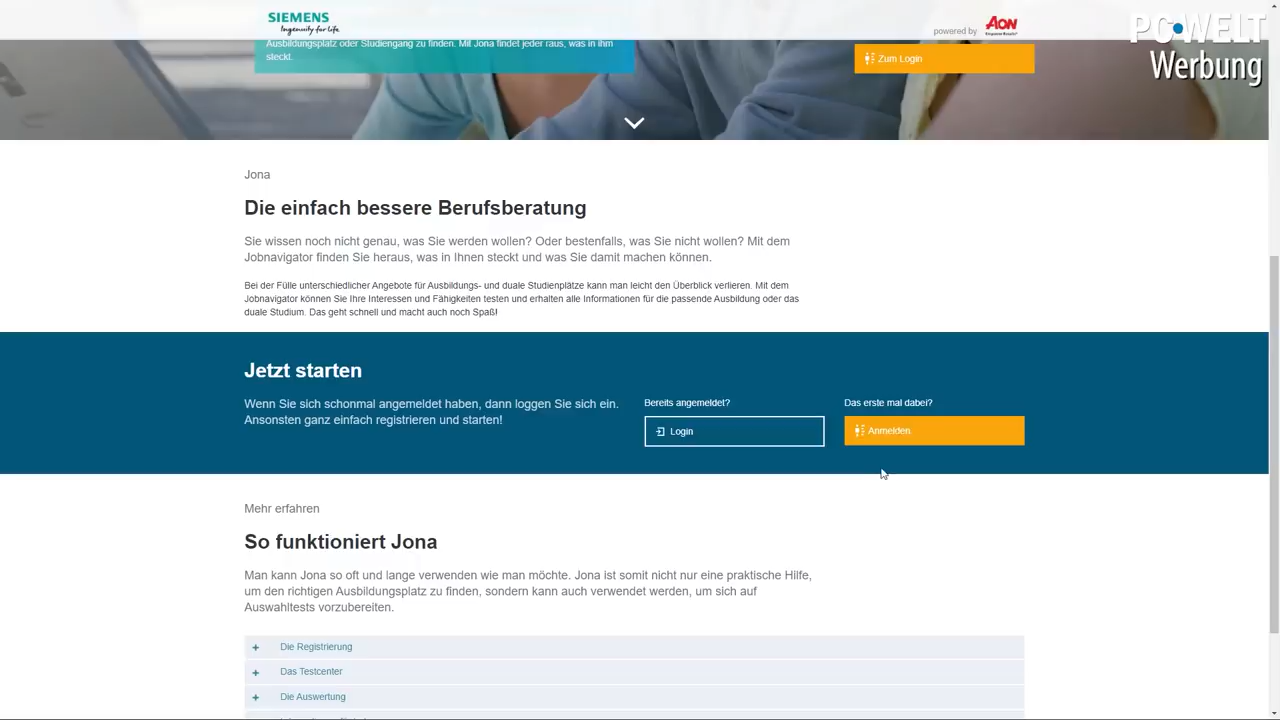 SIEMENS
Ingenuity for life
powered by
AON
PC WELT
Werbung
Ausbildungsplatz oder Studiengang zu finden. Mit Jona findet jeder raus, was in ihm
steckt.
Zum Login
Jona
Die einfach bessere Berufsberatung
Sie wissen noch nicht genau, was Sie werden wollen? Oder bestenfalls, was Sie nicht wollen? Mit dem
Jobnavigator finden Sie heraus, was in Ihnen steckt und was Sie damit machen können.
Bei der Fülle unterschiedlicher Angebote für Ausbildungs- und duale Studienplätze kann man leicht den Überblick verlieren. Mit dem
Jobnavigator können Sie Ihre Interessen und Fähigkeiten testen und erhalten alle Informationen für die passende Ausbildung oder das
duale Studium. Das geht schnell und macht auch noch Spaß!
Jetzt starten
Wenn Sie sich schonmal angemeldet haben, dann loggen Sie sich ein.
Ansonsten ganz einfach registrieren und starten!
Bereits angemeldet?
Login
Das erste mal dabei?
Anmelden
Mehr erfahren
So funktioniert Jona
Man kann Jona so oft und lange verwenden wie man möchte. Jona ist somit nicht nur eine praktische Hilfe,
um den richtigen Ausbildungsplatz zu finden, sondern kann auch verwendet werden, um sich auf
Auswahltests vorzubereiten.
Die Registrierung
Das Testcenter
Die Auswertung